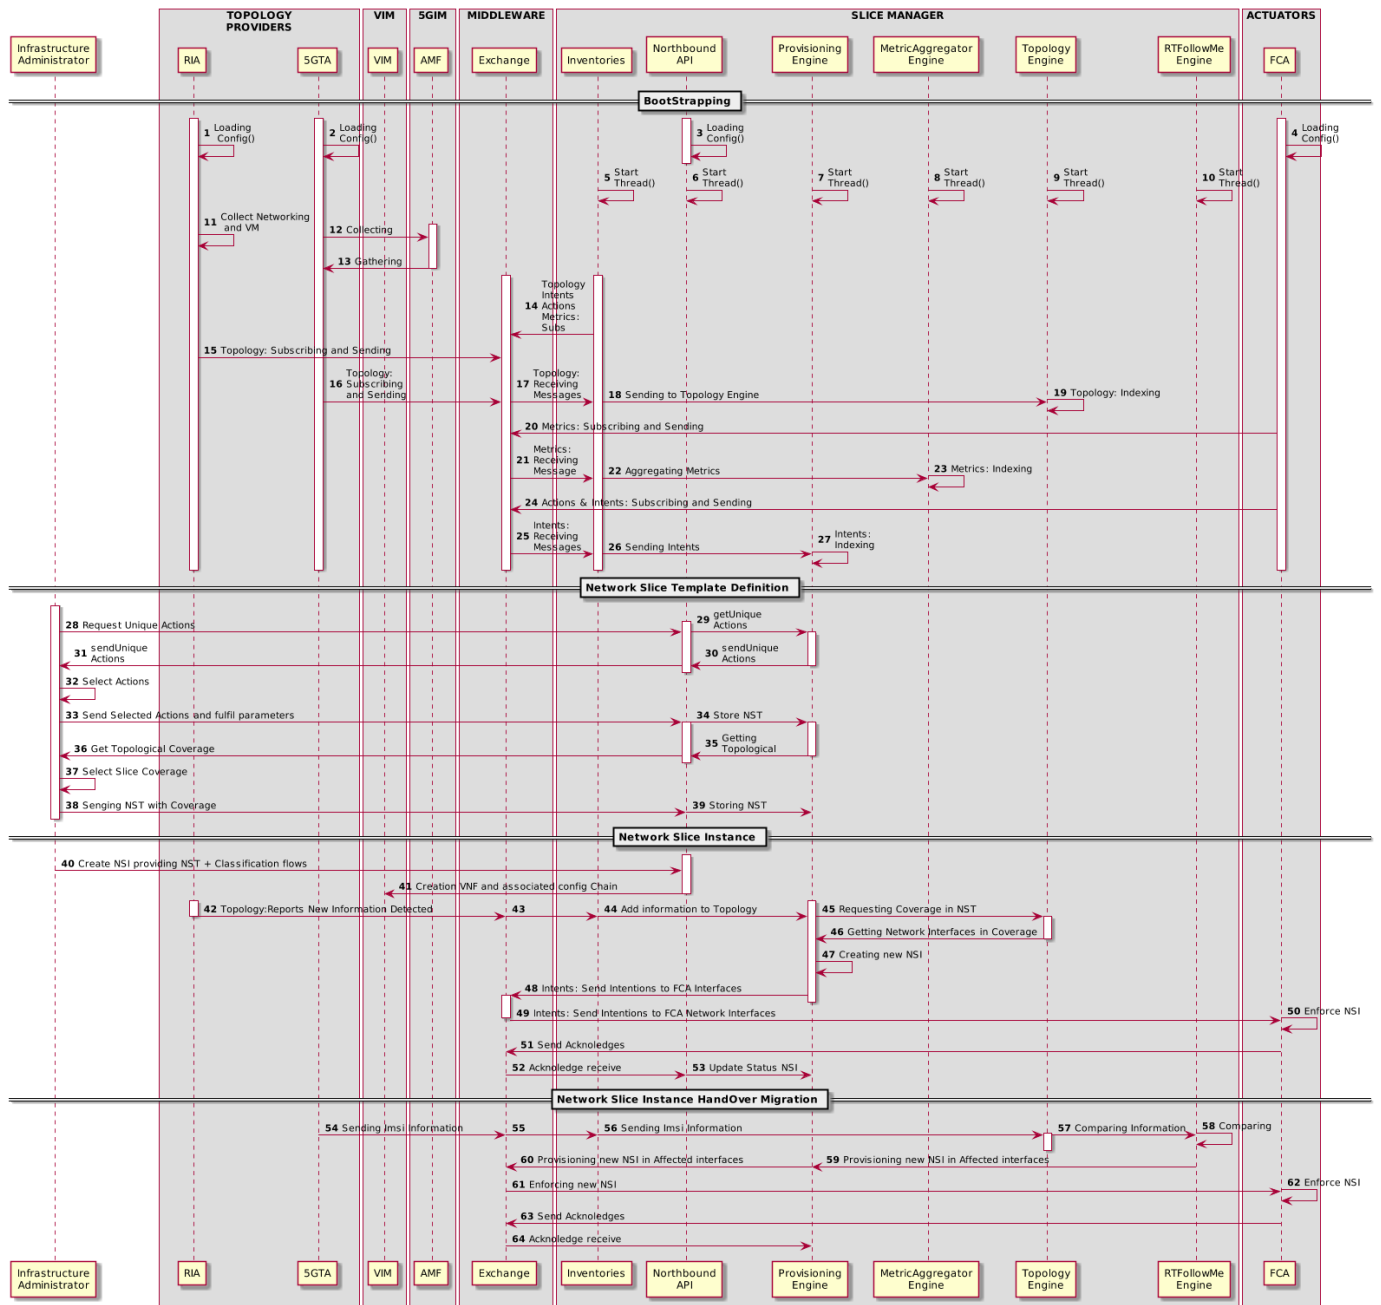 TOPOLOGY
PROVIDERS
VIM
5GIM
MIDDLEWARE
SLICE MANAGER
ACTUATORS
Infrastructure
Administrator
RIA
5GTA
VIM
AMF
Exchange
Inventories
Northbound
API
Provisioning
Engine
MetricAggregator
Engine
Topology
Engine
RTFollowMe
Engine
FCA
BootStrapping
1 Loading
Config()
2 Loading
Config()
3 Loading
Config()
4 Loading
Config()
5 Start
Thread()
6 Start
Thread()
7 Start
Thread()
8 Start
Thread()
9 Start
Thread()
10 Start
Thread()
11 Collect Networking
and VM
12 Collecting
13 Gathering
Topology
Intents
14 Actions
Metrics:
Subs
15 Topology: Subscribing and Sending
Topology:
16 Subscribing
and Sending
Topology:
17 Receiving
Messages
18 Sending to Topology Engine
19 Topology: Indexing
20 Metrics: Subscribing and Sending
Metrics:
21 Receiving
Message
22 Aggregating Metrics
23 Metrics: Indexing
24 Actions & Intents: Subscribing and Sending
Intents:
25 Receiving
Messages
26 Sending Intents
27 Intents:
Indexing
Network Slice Template Definition
28 Request Unique Actions
29 getUnique
Actions
30 sendUnique
Actions
31 sendUnique
Actions
32 Select Actions
33 Send Selected Actions and fulfil parameters
34 Store NST
35 Getting
Topological
36 Get Topological Coverage
37 Select Slice Coverage
38 Senging NST with Coverage
39 Storing NST
Network Slice Instance
40 Create NSI providing NST + Classification flows
41 Creation VNF and associated config Chain
42 Topology:Reports New Information Detected
43
44 Add information to Topology
45 Requesting Coverage in NST
46 Getting Network Interfaces in Coverage
47 Creating new NSI
48 Intents: Send Intentions to FCA Interfaces
49 Intents: Send Intentions to FCA Network Interfaces
50 Enforce NSI
51 Send Acknoledges
52 Acknoledge receive
53 Update Status NSI
Network Slice Instance HandOver Migration
54 Sending Imsi Information
55
56 Sending Imsi Information
57 Comparing Information
58 Comparing
59 Provisioning new NSI in Affected interfaces
60 Provisioning new NSI in Affected interfaces
61 Enforcing new NSI
62 Enforce NSI
63 Send Acknoledges
64 Acknoledge receive
Infrastructure
Administrator
RIA
5GTA
VIM
AMF
Exchange
Inventories
Northbound
API
Provisioning
Engine
MetricAggregator
Engine
Topology
Engine
RTFollowMe
Engine
FCA